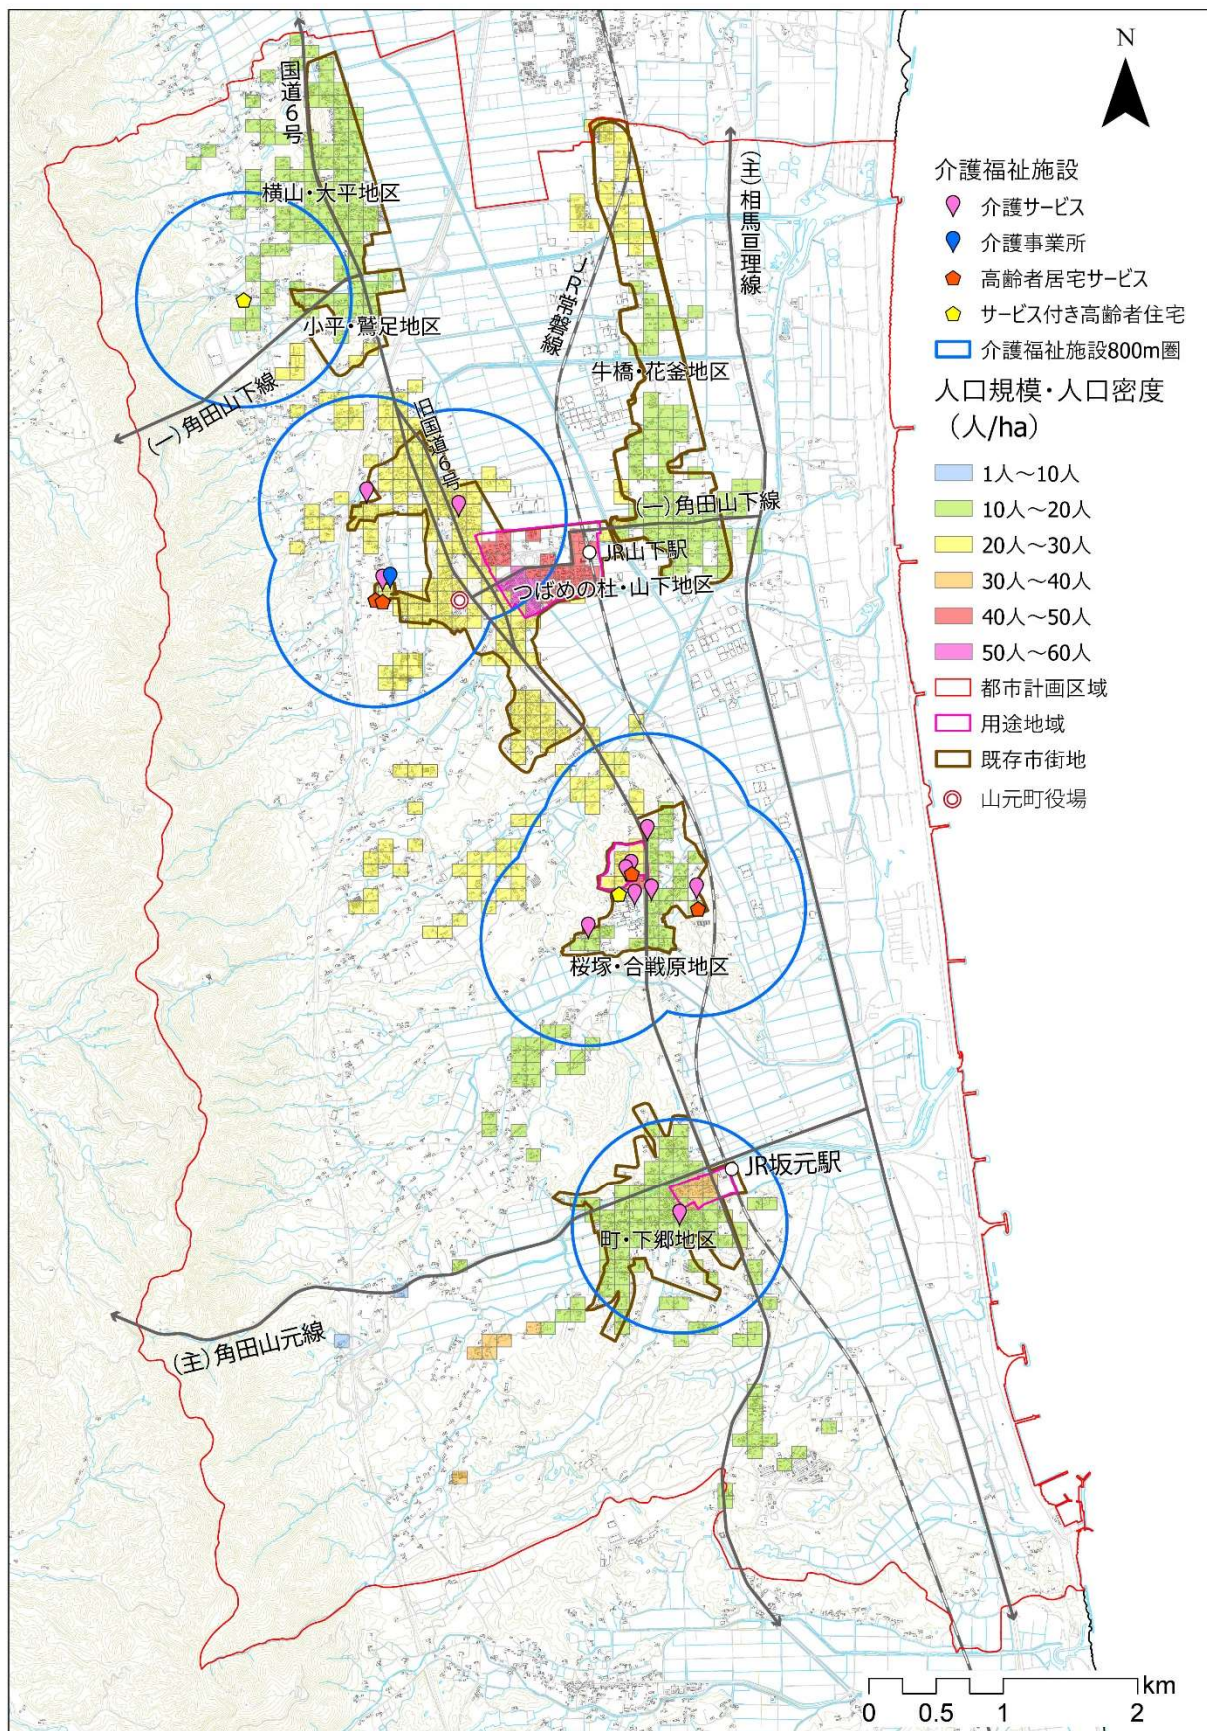 N
介護福祉施設
介護サービス
介護事業所
高齢者居宅サービス
サービス付き高齢者住宅
介護福祉施設800m圏
人口規模・人口密度
（人/ha）
1人～10人
10人～20人
20人～30人
30人～40人
40人～50人
50人～60人
都市計画区域
用途地域
既存市街地
山元町役場
国道6号
横山・大平地区
小平・鷲足地区
(一)角田山下線
旧国道6号
JR常磐線
(主)相馬亘理線
牛橋・花釜地区
(一)角田山下線
JR山下駅
つばめの杜・山下地区
桜塚・合戦原地区
JR坂元駅
町・下郷地区
(主)角田山元線
km
0 0.5 1 2